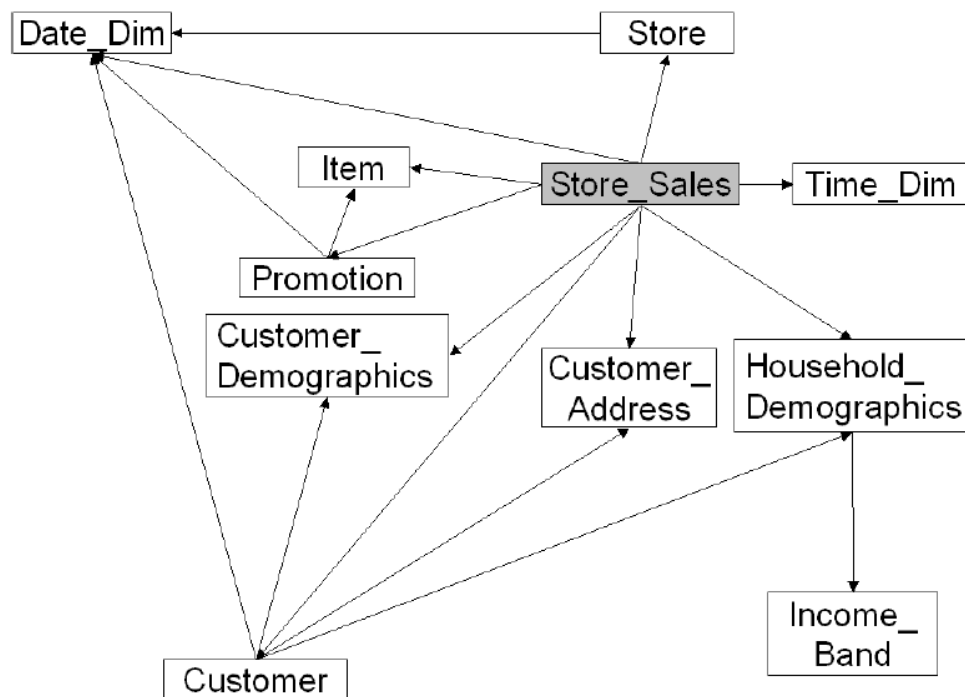 Date_Dim
Store
Item
Store_Sales
Time_Dim
Promotion
Customer_
Demographics
Customer_
Address
Household_
Demographics
Income_
Band
Customer